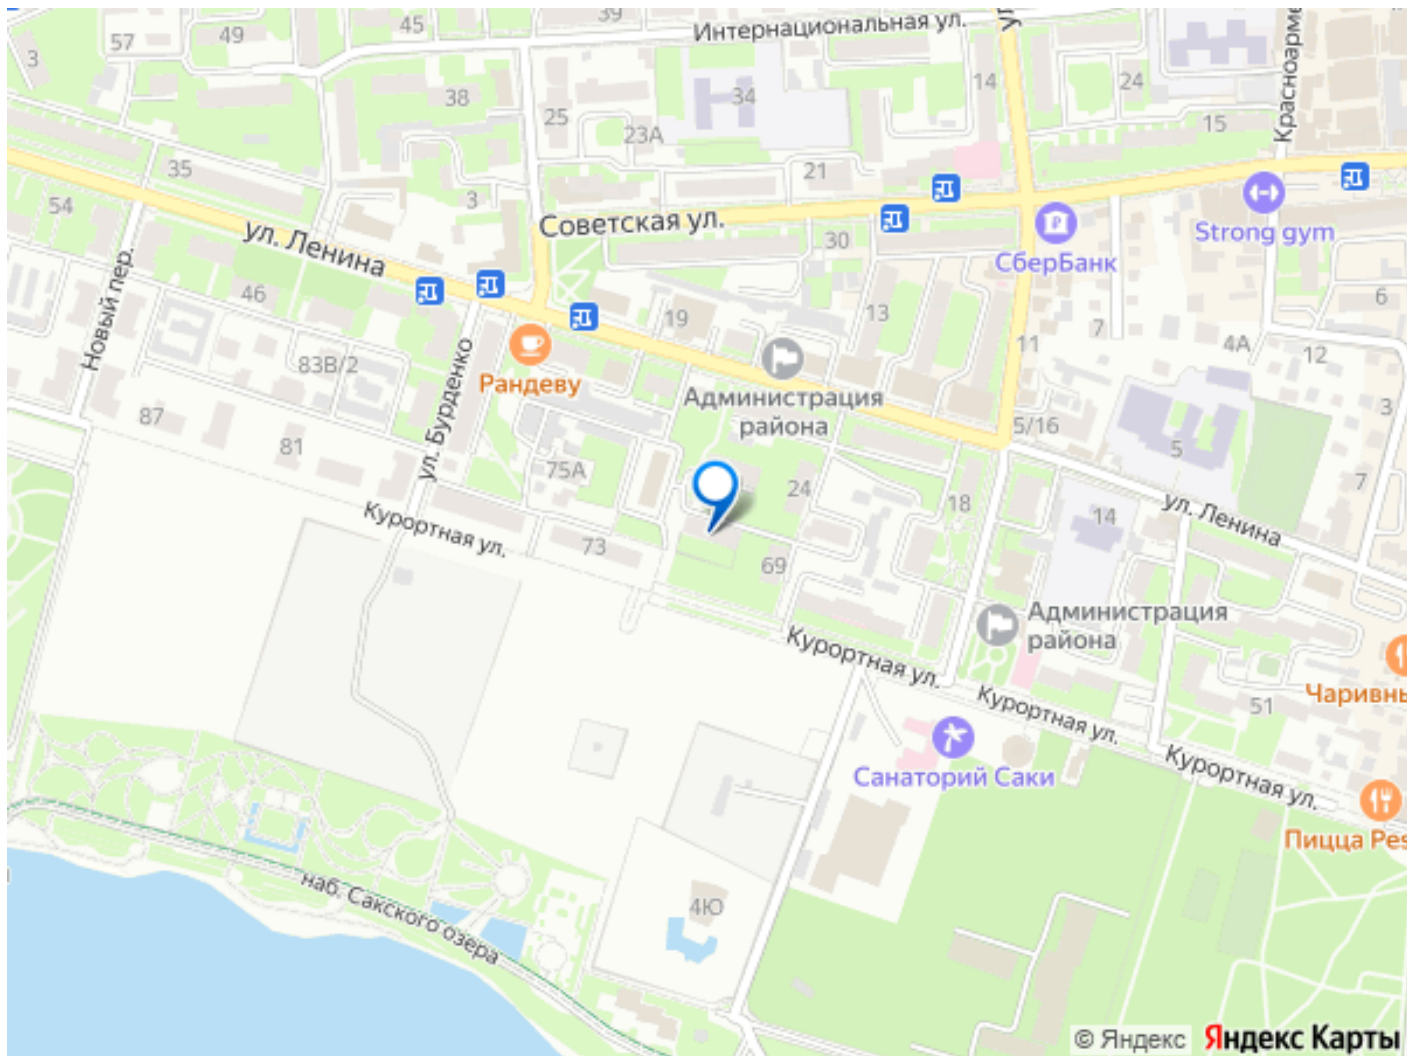 39
45
49
57
3
Интернациональная ул.
Красноарме
14
24
38
34
25
23А
15
35
21
3
54
Советская ул.
30
Strong gym
СберБанк
ул. Ленина
46
6
Новый пер.
19
13
7
11
4А
12
83В/2
Рандеву
ул. Бурденко
Администрация
района
3
87
81
5/16
5
75А
24
18
7
14
ул. Ленина
Курортная ул.
73
69
Администрация
района
Курортная ул.
Курортная ул.
51
Чаривны
Санаторий Саки
Курортная ул.
Пицца Pes
наб. Сакского озера
4Ю
© Яндекс Яндекс Карты